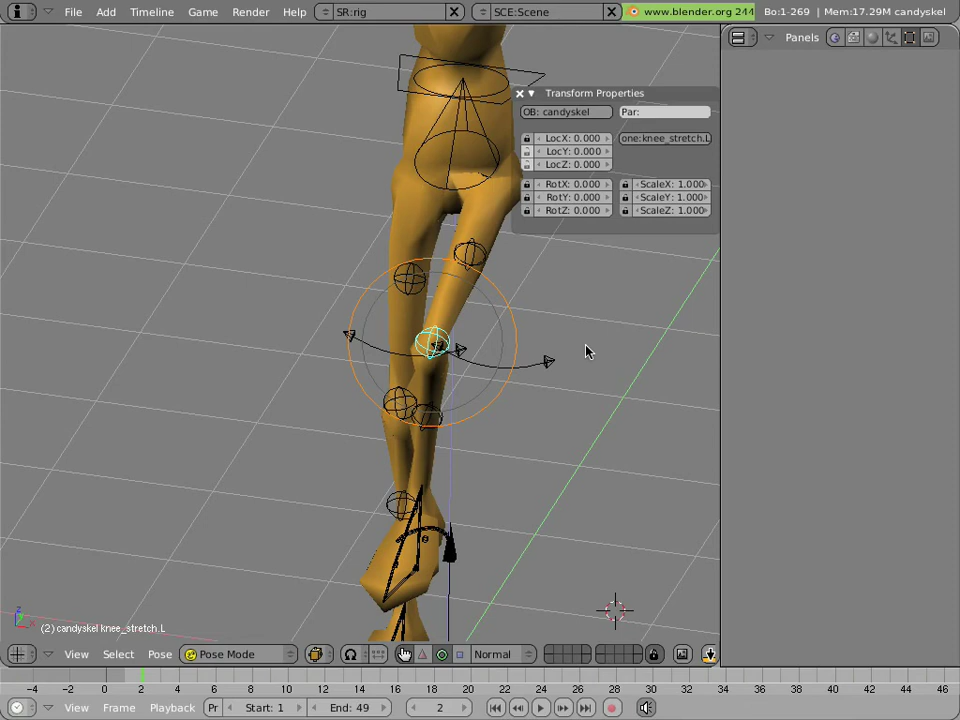 File Add Timeline Game Render Help SR:rig SCE:Scene www.blender.org 244 Bo:1-269 | Mem:17.29M candyskel
Panels
Transform Properties
OB: candyskel Par:
LocX: 0.000 one:knee_stretch.L
LocY: 0.000
LocZ: 0.000
RotX: 0.000 ScaleX: 1.000
RotY: 0.000 ScaleY: 1.000
RotZ: 0.000 ScaleZ: 1.000
(2) candyskel knee_stretch.L
View Select Pose Pose Mode Normal
-4 -2 0 2 4 6 8 10 12 14 16 18 20 22 24 26 28 30 32 34 36 38 40 42 44 46
View Frame Playback Pr Start: 1 End: 49 2